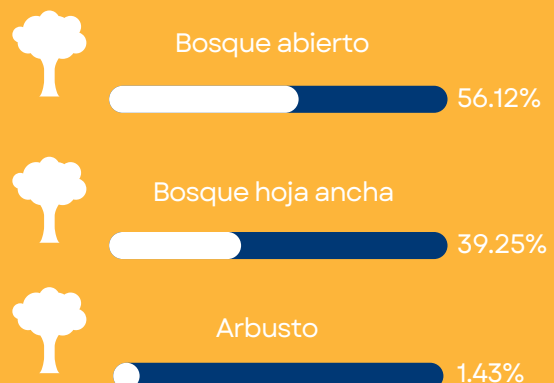 Bosque abierto
56.12%
Bosque hoja ancha
39.25%
Arbusto
1.43%